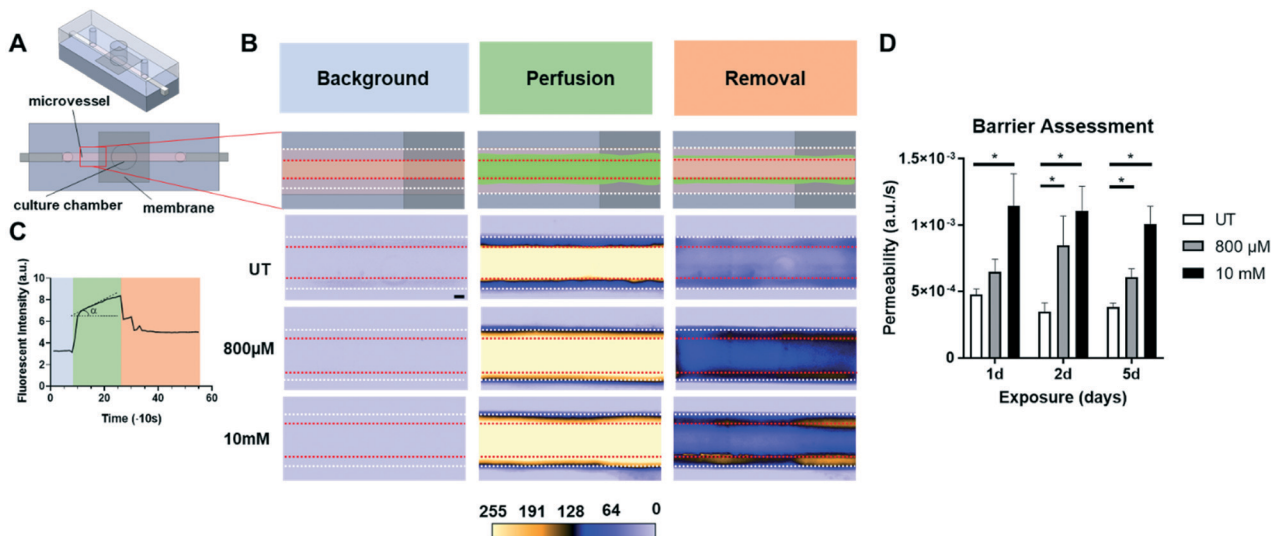 A
microvessel
culture chamber
membrane
B
Background
Perfusion
Removal
UT
800μM
10mM
255 191 128 64 0
C
Fluorescent Intensity (a.u.)
10
8
6
4
2
0
α
0 20 40 60
Time (·10s)
D
Barrier Assessment
Permeability (a.u./s)
1.5×10⁻³
1×10⁻³
5×10⁻⁴
0
* * * * *
1d 2d 5d
Exposure (days)
UT
800 μM
10 mM